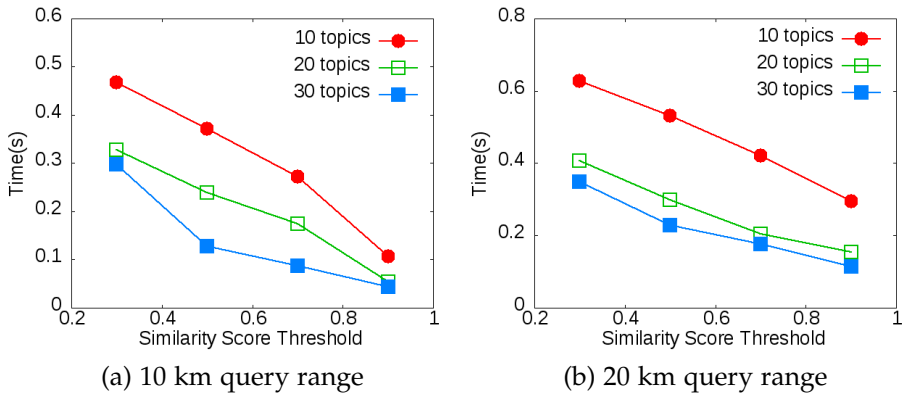 0.6
0.5
0.4
0.3
0.2
0.1
0
Time(s)
10 topics
20 topics
30 topics
0.2 0.4 0.6 0.8 1
Similarity Score Threshold
(a) 10 km query range
0.8
0.6
0.4
0.2
0
Time(s)
10 topics
20 topics
30 topics
0.2 0.4 0.6 0.8 1
Similarity Score Threshold
(b) 20 km query range